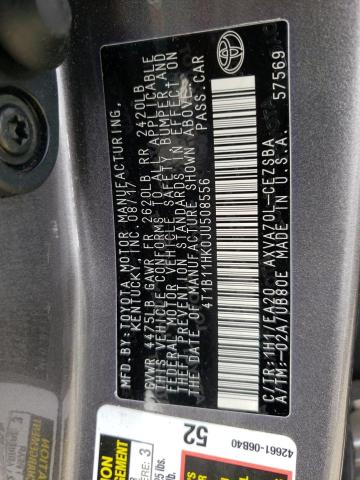 MFD. BY: TOYOTA MOTOR MANUFACTURING,
KENTUCKY, INC. 08/17
GVWR 4475LB GAWR FR 2620LB RR 2420LB
THIS VEHICLE CONFORMS TO ALL APPLICABLE
FEDERAL MOTOR VEHICLE SAFETY BUMPER AND
THEFT PREVENTION STANDARDS IN EFFECT ON
THE DATE OF MANUFACTURE SHOWN ABOVE.
4T1B11HK0JU509556 PASS.CAR
C/TR:1H1/EA20 AXVA70L-CEZSBA
A/TM:-02A/UB80E MADE IN U.S.A. 57569
52
42661-06B40